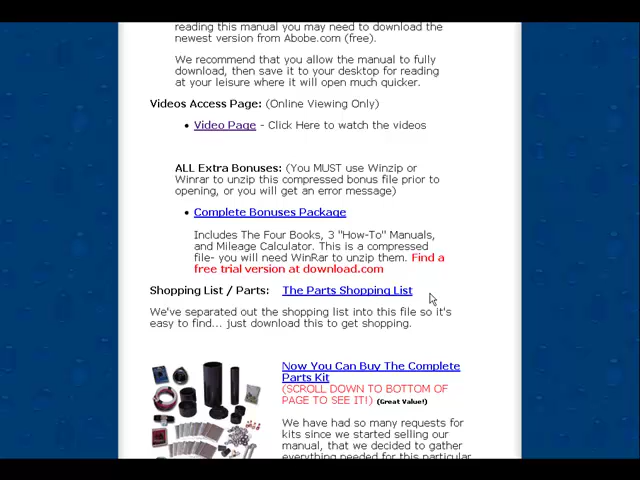 reading this manual you may need to download the
newest version from Abobe.com (free).
We recommend that you allow the manual to fully
download, then save it to your desktop for reading
at your leisure where it will open much quicker.
Videos Access Page: (Online Viewing Only)
• Video Page - Click Here to watch the videos
ALL Extra Bonuses: (You MUST use Winzip or
Winrar to unzip this compressed bonus file prior to
opening, or you will get an error message)
• Complete Bonuses Package
Includes The Four Books, 3 "How-To" Manuals,
and Mileage Calculator. This is a compressed
file- you will need WinRar to unzip them. Find a
free trial version at download.com
Shopping List / Parts: The Parts Shopping List
We've separated out the shopping list into this file so it's
easy to find... just download this to get shopping.
Now You Can Buy The Complete
Parts Kit
(SCROLL DOWN TO BOTTOM OF
PAGE TO SEE IT!) (Great Value!)
We have had so many requests for
kits since we started selling our
manual, that we decided to gather
everything needed for this particular